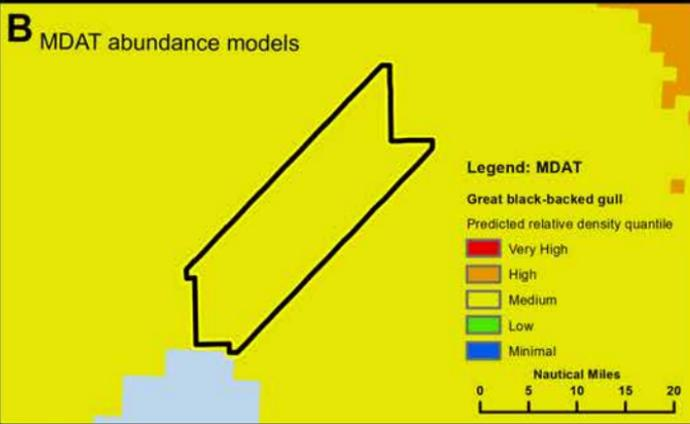 B MDAT abundance models
Legend: MDAT
Great black-backed gull
Predicted relative density quantile
Very High
High
Medium
Low
Minimal
Nautical Miles
0 5 10 15 20